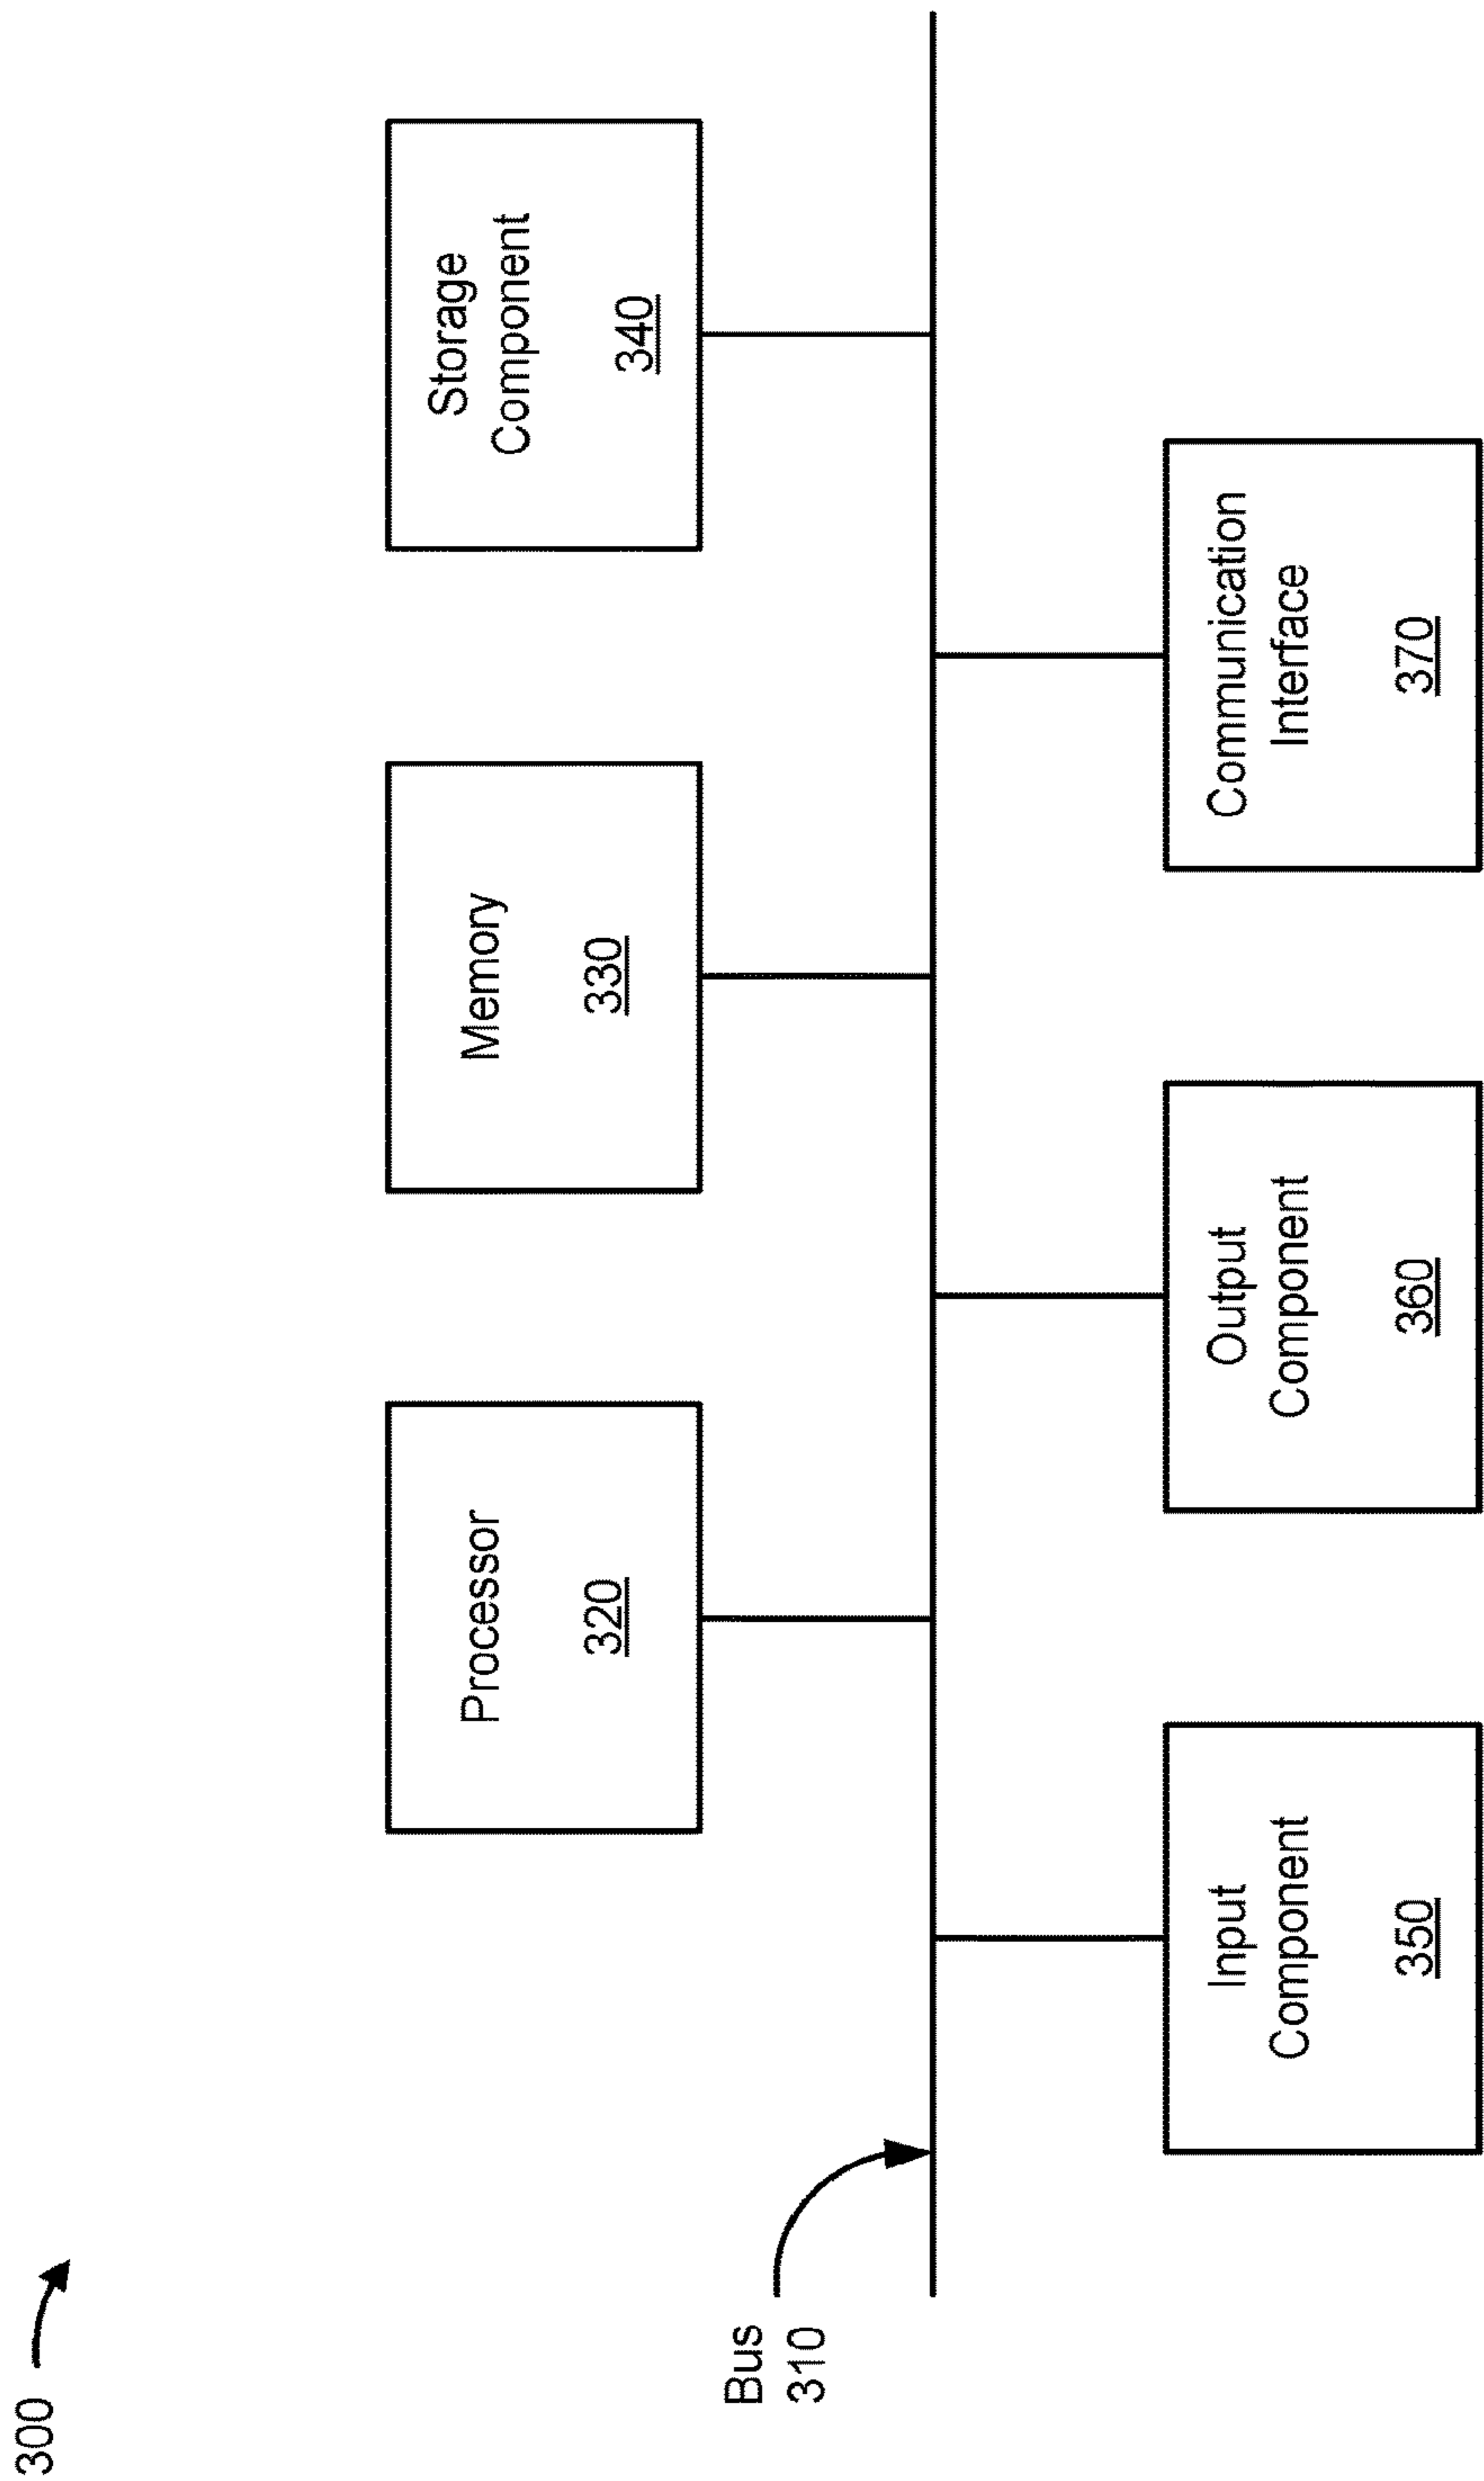 300
Processor
320
Memory
330
Storage
Component
340
Bus
310
Input
Component
350
Output
Component
360
Communication
Interface
370